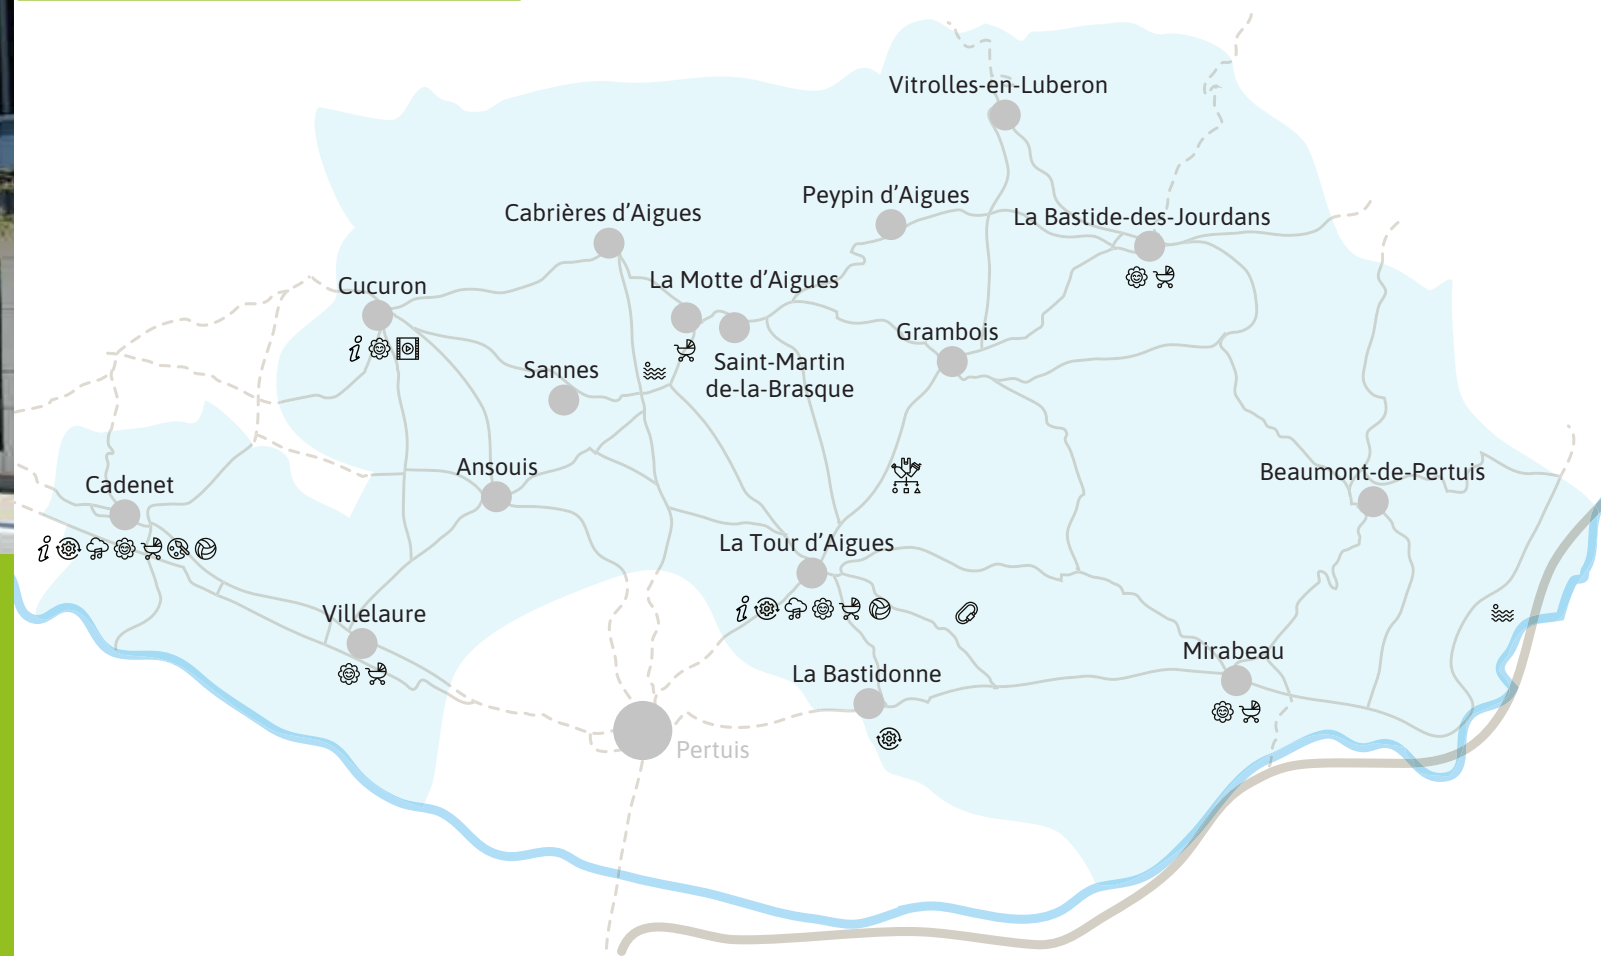 Vitrolles-en-Luberon
Peypin d’Aigues
Cabrières d’Aigues
La Bastide-des-Jourdans
La Motte d’Aigues
Cucuron
Grambois
Sannes
Saint-Martin
de-la-Brasque
Ansouis
Beaumont-de-Pertuis
Cadenet
La Tour d’Aigues
Villelaure
Mirabeau
La Bastidonne
Pertuis